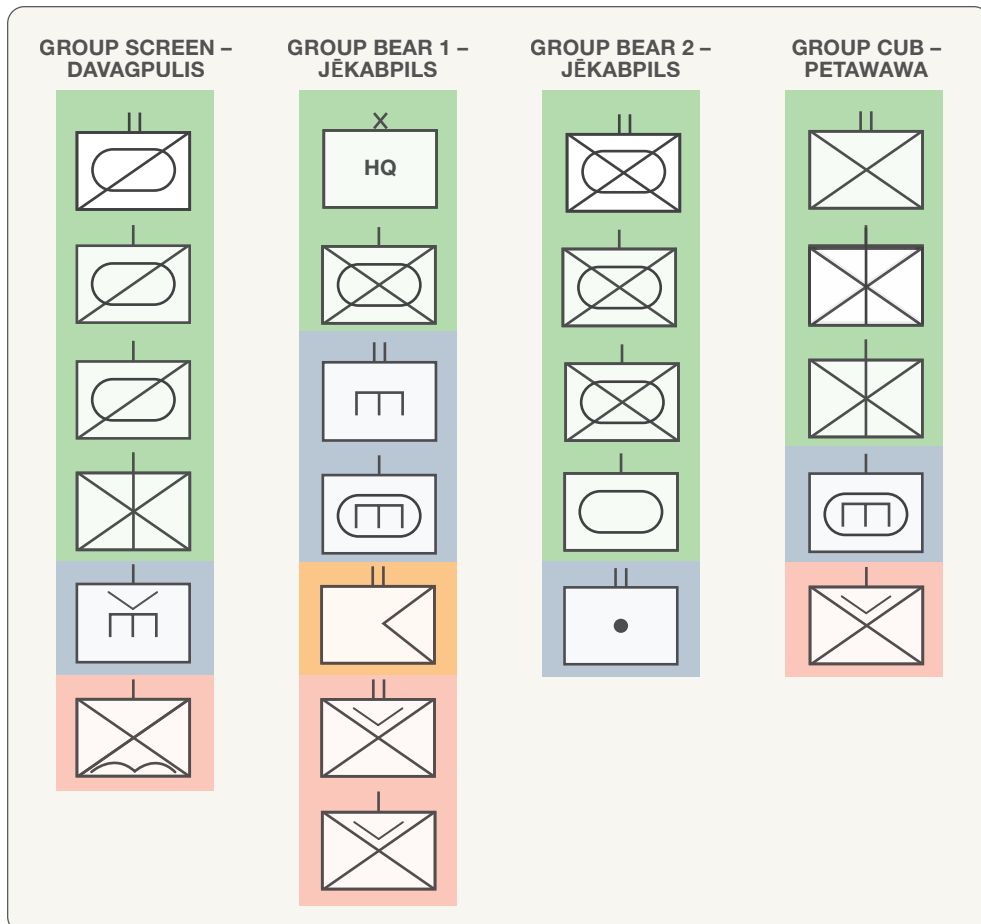 GROUP SCREEN –
DAVAGPULIS
GROUP BEAR 1 –
JĒKABPILS
GROUP BEAR 2 –
JĒKABPILS
GROUP CUB –
PETAWAWA
HQ